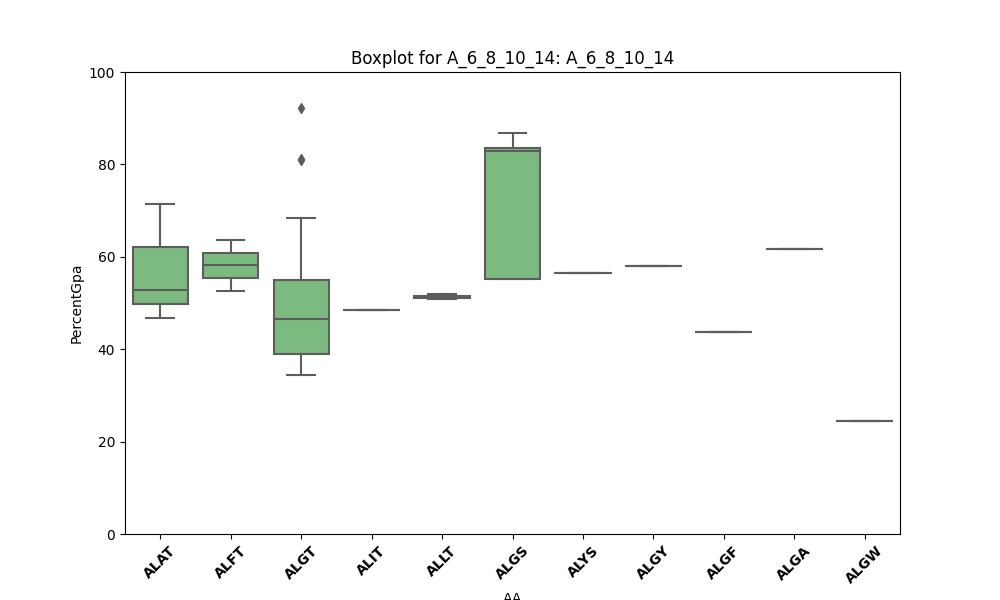 Boxplot for A_6_8_10_14: A_6_8_10_14
PercentGpa
100
80
60
40
20
0
ALAT
ALFT
ALGT
ALIT
ALLT
ALGS
ALYS
ALGY
ALGF
ALGA
ALGW
AA